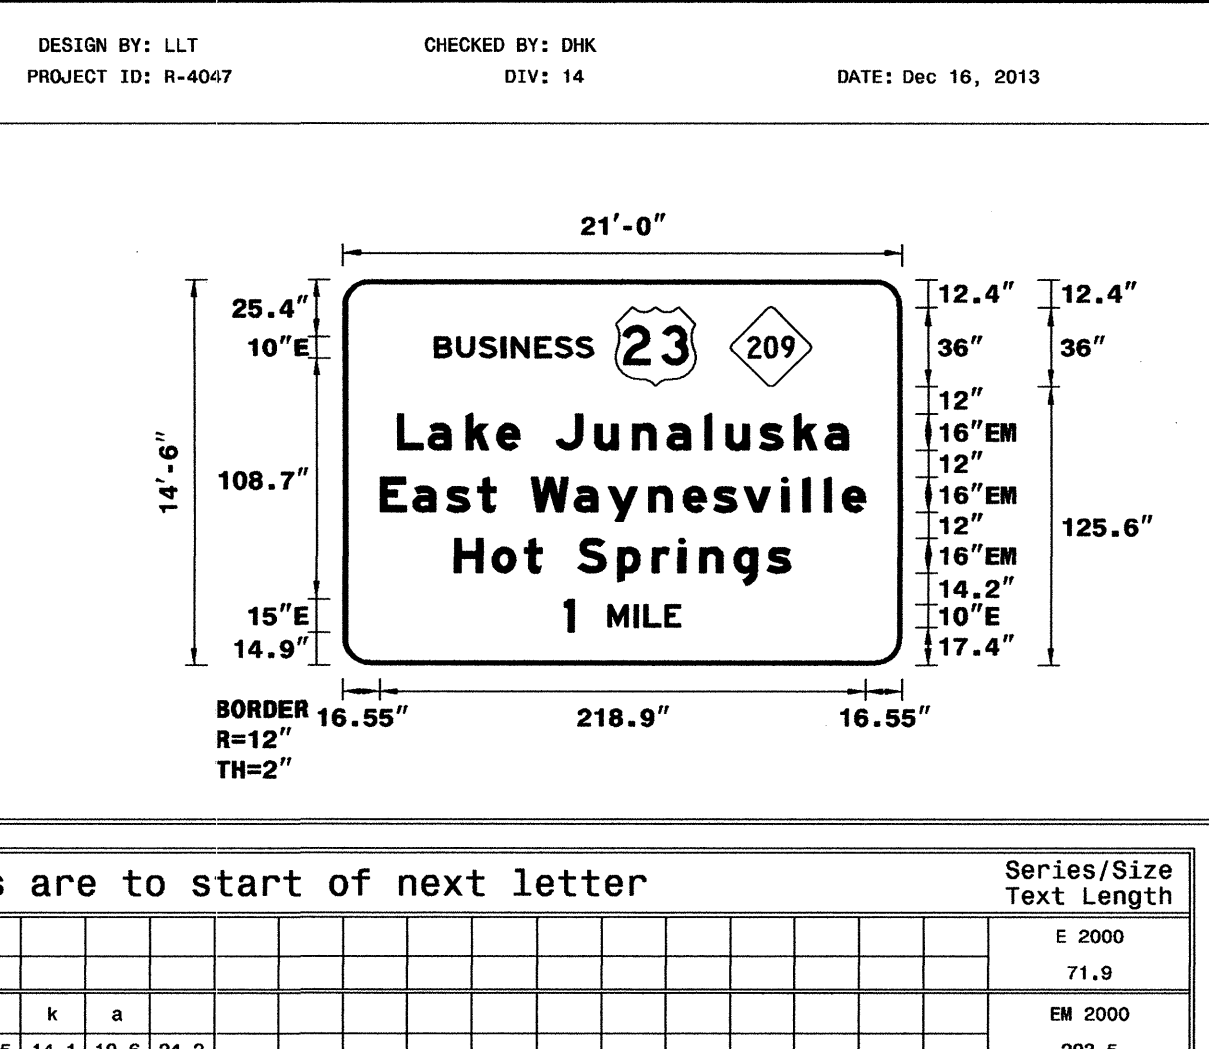 DESIGN BY: LLT CHECKED BY: DHK
PROJECT ID: R-4047 DIV: 14 DATE: Dec 16, 2013
21'-0"
25.4" 12.4" 12.4"
10"E BUSINESS 23 209 36" 36"
12"
Lake Junaluska 16"EM
12"
14'-6" 108.7" East Waynesville 16"EM
12" 125.6"
Hot Springs 16"EM
14.2"
15"E 1 MILE 10"E
14.9" 17.4"
BORDER 16.55" 218.9" 16.55"
R=12"
TH=2"
are to start of next letter Series/Size
Text Length
E 2000
71.9
k a EM 2000